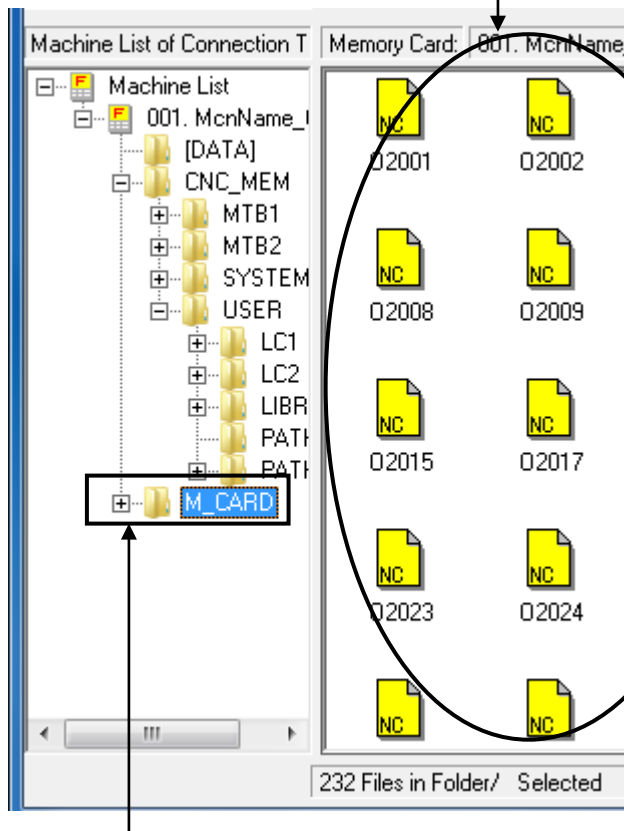 Machine List of Connection T
Memory Card: 001. McnName_
Machine List
001. McnName_
[DATA]
CNC_MEM
MTB1
MTB2
SYSTEM
USER
LC1
LC2
LIBR
PATH
PATH
M_CARD
NC NC
O2001 O2002
NC NC
O2008 O2009
NC NC
O2015 O2017
NC NC
O2023 O2024
NC NC
232 Files in Folder/ Selected